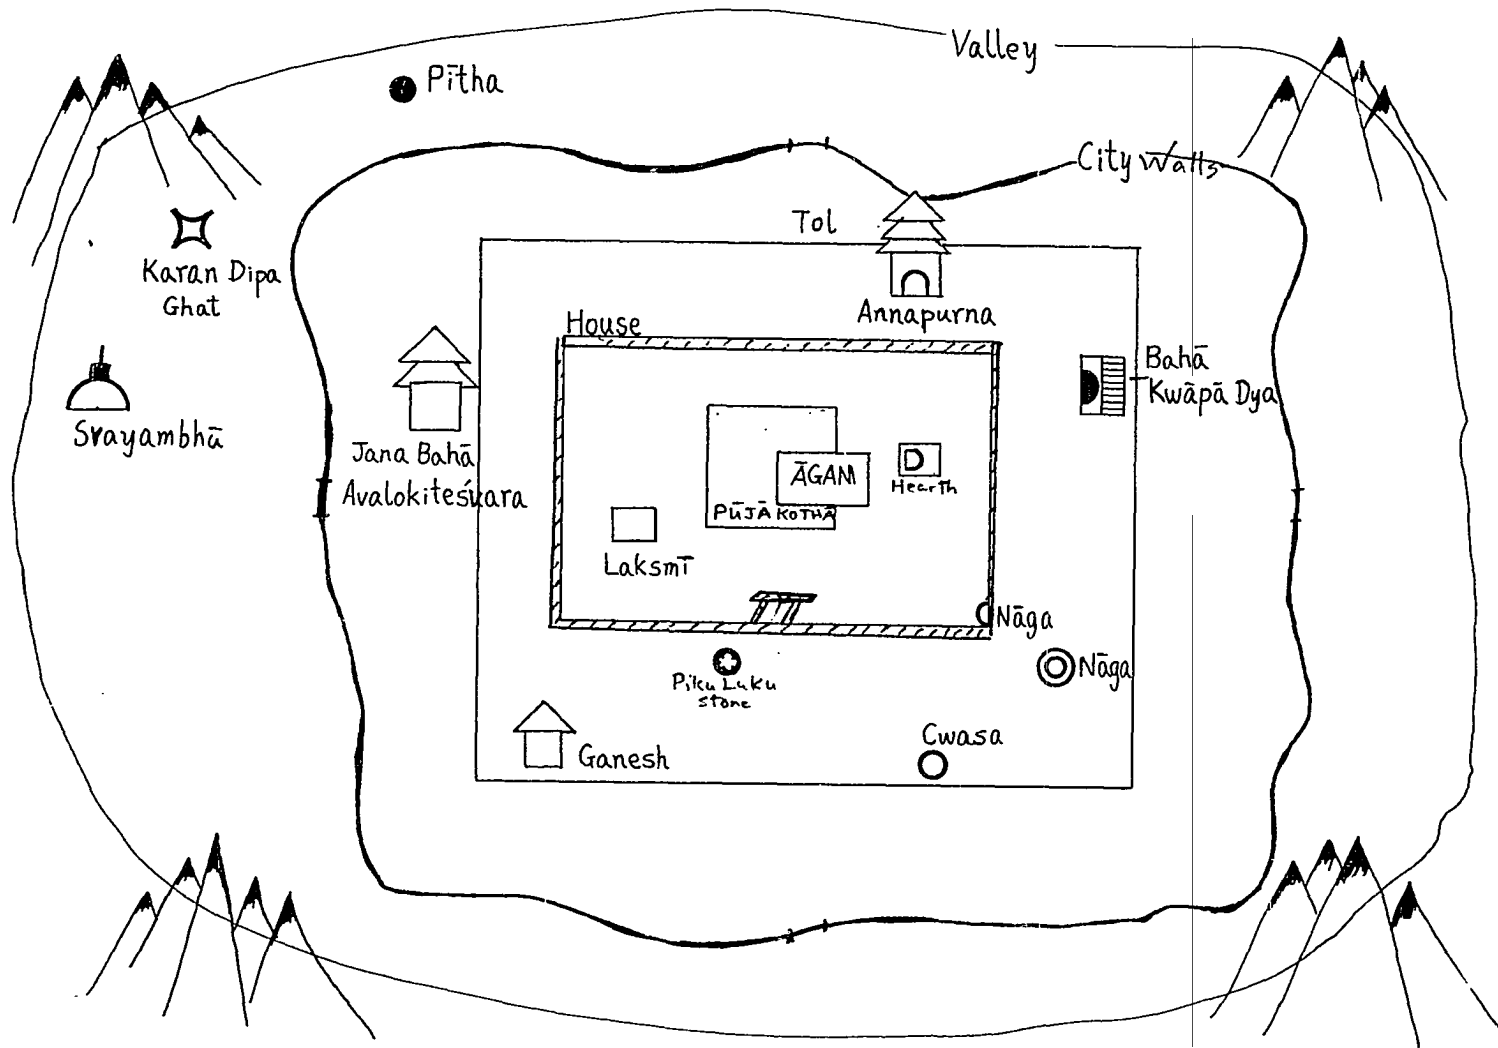 Valley
Pītha
City Walls
Tol
Karan Dipa
Ghat
Annapurna
House
Bahā
Kwāpā Dya
Svayambhū
Jana Bahā
Avalokiteśvara
ĀGAM
Hearth
PŪJĀ KOTHĀ
Laksmī
Nāga
Nāga
Piku Luku
stone
Cwasa
Ganesh